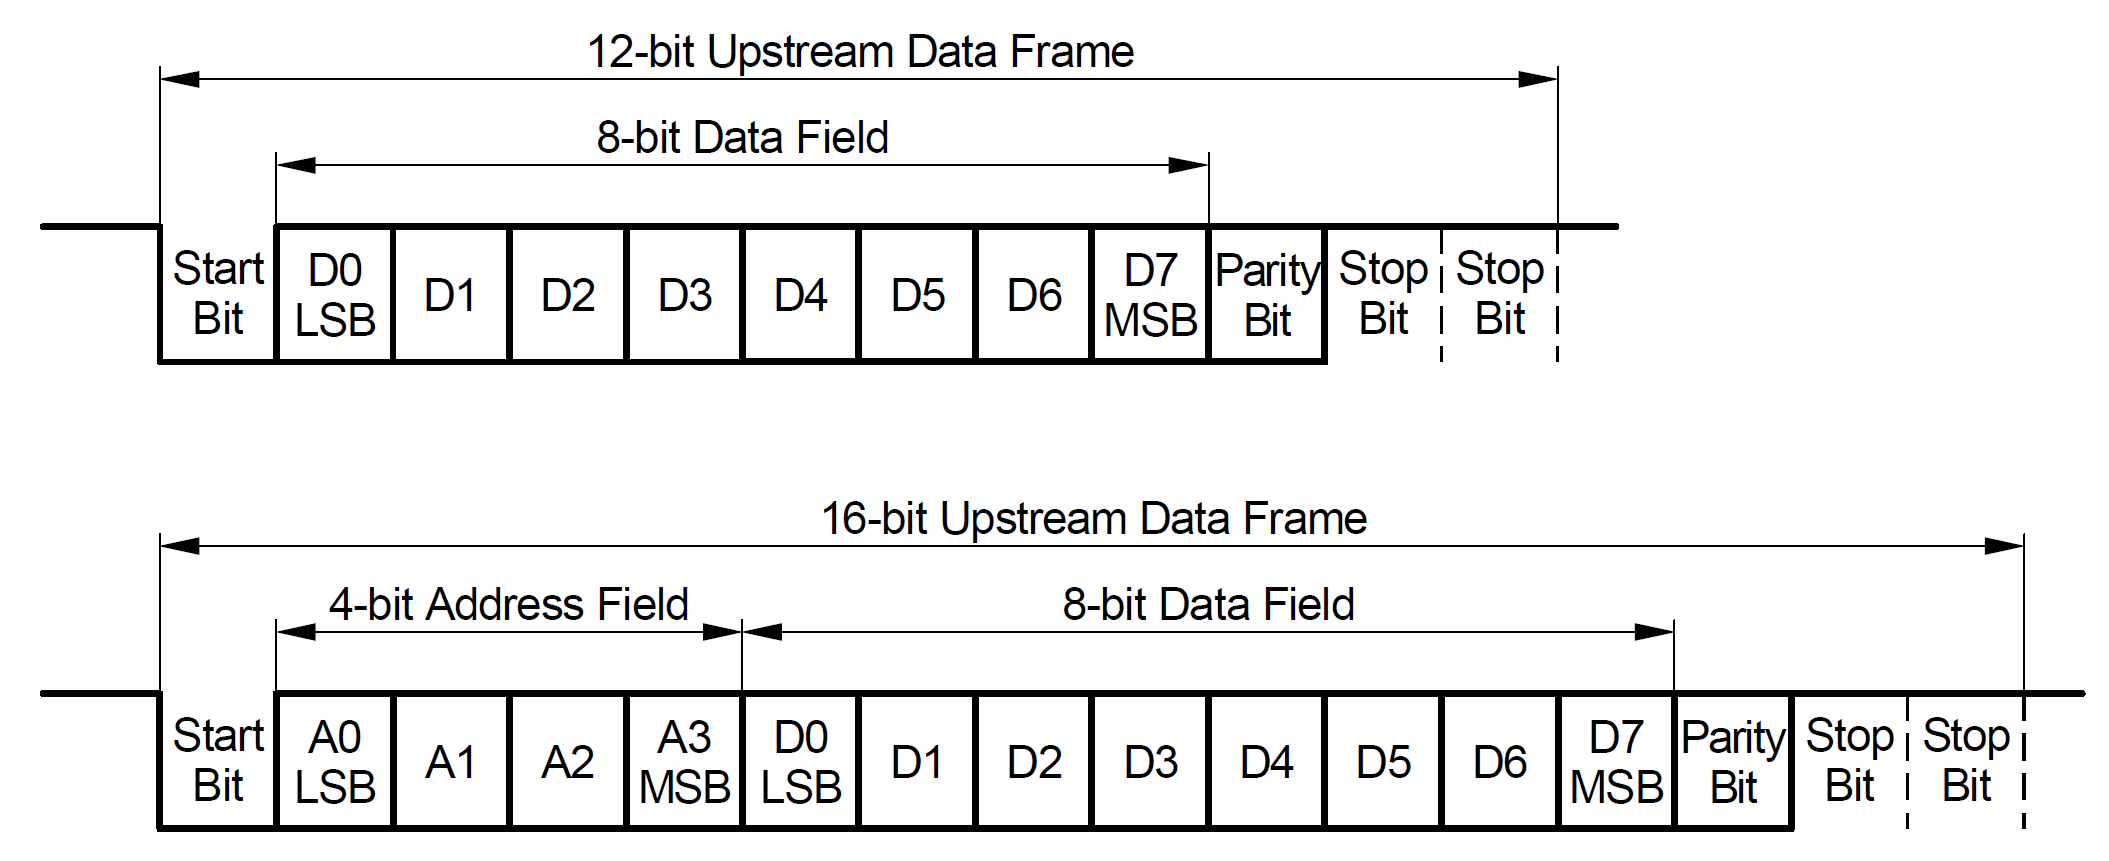 12-bit Upstream Data Frame
8-bit Data Field
Start Bit
D0 LSB
D1
D2
D3
D4
D5
D6
D7 MSB
Parity Bit
Stop Bit
Stop Bit
16-bit Upstream Data Frame
4-bit Address Field
8-bit Data Field
Start Bit
A0 LSB
A1
A2
A3 MSB
D0 LSB
D1
D2
D3
D4
D5
D6
D7 MSB
Parity Bit
Stop Bit
Stop Bit